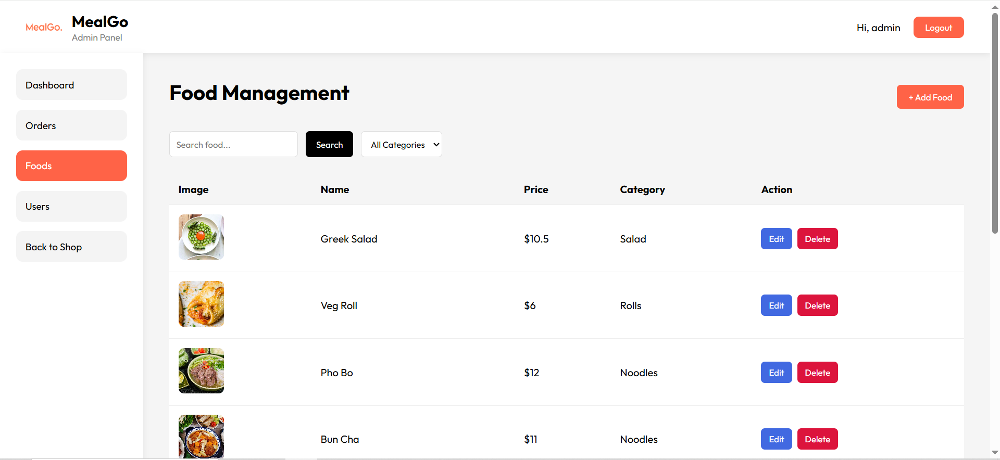 MealGo.
MealGo
Admin Panel
Hi, admin
Logout
Dashboard
Orders
Foods
Users
Back to Shop
Food Management
+ Add Food
Search food...
Search
All Categories
Image Name Price Category Action
Greek Salad $10.5 Salad Edit Delete
Veg Roll $6 Rolls Edit Delete
Pho Bo $12 Noodles Edit Delete
Bun Cha $11 Noodles Edit Delete